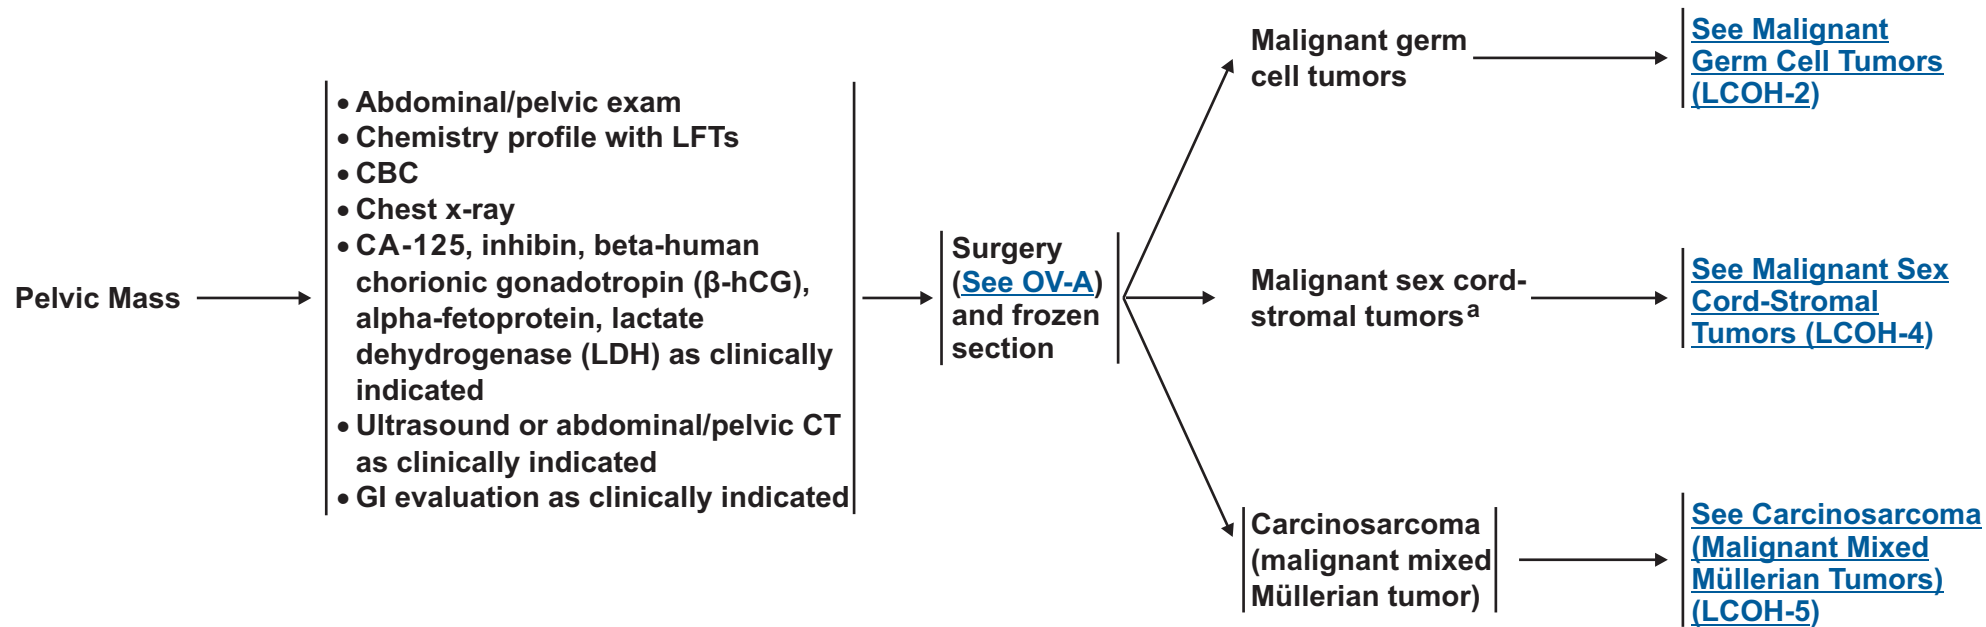 Pelvic Mass
• Abdominal/pelvic exam
• Chemistry profile with LFTs
• CBC
• Chest x-ray
• CA-125, inhibin, beta-human
chorionic gonadotropin (β-hCG),
alpha-fetoprotein, lactate
dehydrogenase (LDH) as clinically
indicated
• Ultrasound or abdominal/pelvic CT
as clinically indicated
• GI evaluation as clinically indicated
Surgery
(See OV-A)
and frozen
section
Malignant germ
cell tumors
See Malignant
Germ Cell Tumors
(LCOH-2)
Malignant sex cord-
stromal tumors a
See Malignant Sex
Cord-Stromal
Tumors (LCOH-4)
Carcinosarcoma
(malignant mixed
Müllerian tumor)
See Carcinosarcoma
(Malignant Mixed
Müllerian Tumors)
(LCOH-5)